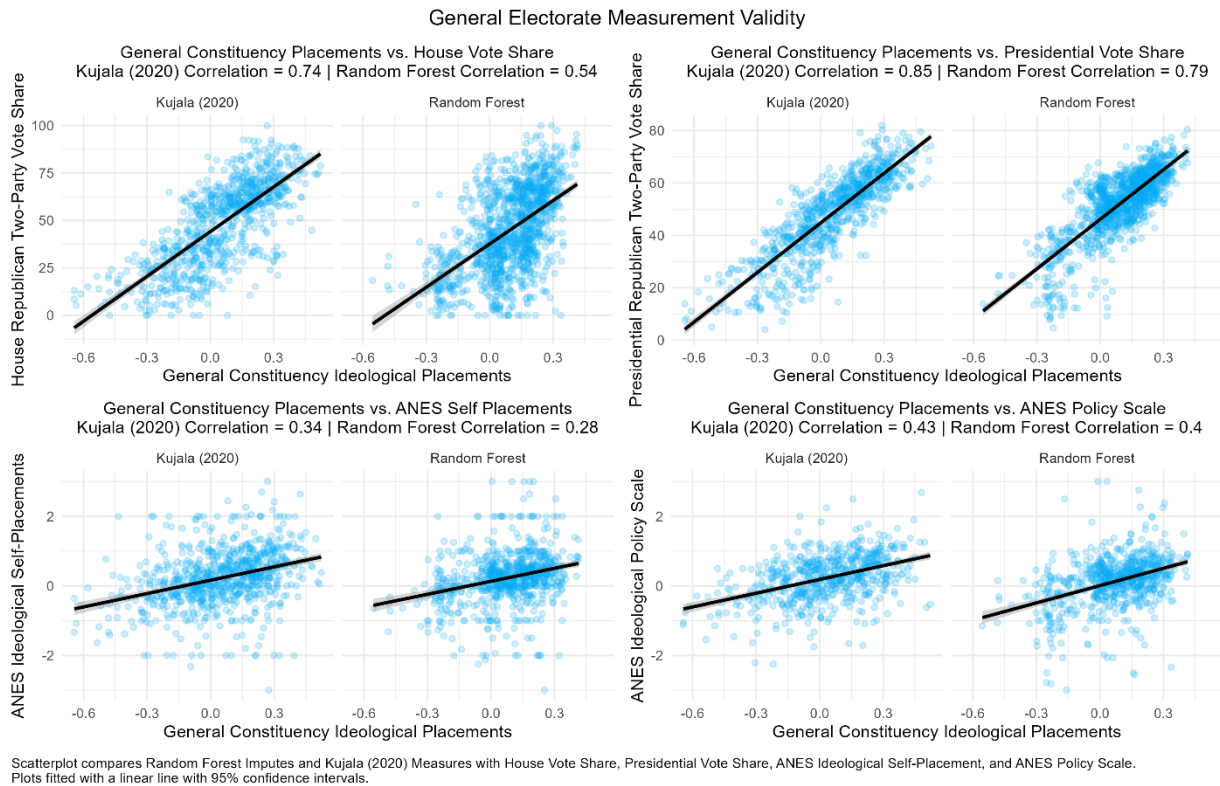 General Electorate Measurement Validity
General Constituency Placements vs. House Vote Share
Kujala (2020) Correlation = 0.74 | Random Forest Correlation = 0.54
Kujala (2020)
Random Forest
House Republican Two-Party Vote Share
100
75
50
25
0
-0.6
-0.3
0.0
0.3
-0.6
-0.3
0.0
0.3
General Constituency Ideological Placements
General Constituency Placements vs. Presidential Vote Share
Kujala (2020) Correlation = 0.85 | Random Forest Correlation = 0.79
Kujala (2020)
Random Forest
Presidential Republican Two-Party Vote Share
80
60
40
20
0
-0.6
-0.3
0.0
0.3
-0.6
-0.3
0.0
0.3
General Constituency Ideological Placements
General Constituency Placements vs. ANES Self Placements
Kujala (2020) Correlation = 0.34 | Random Forest Correlation = 0.28
Kujala (2020)
Random Forest
ANES Ideological Self-Placements
2
0
-2
-0.6
-0.3
0.0
0.3
-0.6
-0.3
0.0
0.3
General Constituency Ideological Placements
General Constituency Placements vs. ANES Policy Scale
Kujala (2020) Correlation = 0.43 | Random Forest Correlation = 0.4
Kujala (2020)
Random Forest
ANES Ideological Policy Scale
2
0
-2
-0.6
-0.3
0.0
0.3
-0.6
-0.3
0.0
0.3
General Constituency Ideological Placements
Scatterplot compares Random Forest Imputes and Kujala (2020) Measures with House Vote Share, Presidential Vote Share, ANES Ideological Self-Placement, and ANES Policy Scale.
Plots fitted with a linear line with 95% confidence intervals.